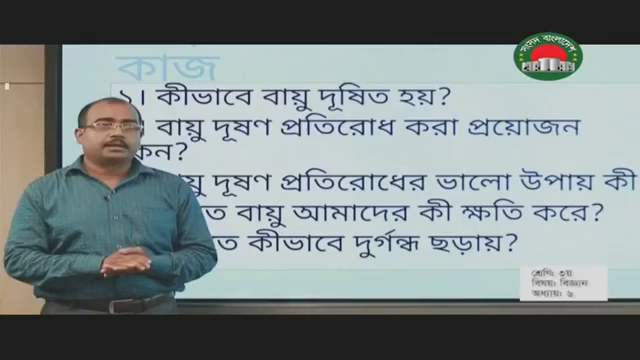 কাজ
১। কীভাবে বায়ু দূষিত হয়?
বায়ু দূষণ প্রতিরোধ করা প্রয়োজন
কেন?
বায়ু দূষণ প্রতিরোধের ভালো উপায় কী
বায়ু আমাদের কী ক্ষতি করে?
কীভাবে দুর্গন্ধ ছড়ায়?
সংসদ বাংলাদেশ
শ্রেণি: ৩য়
বিষয়: বিজ্ঞান
অধ্যায়: ৬